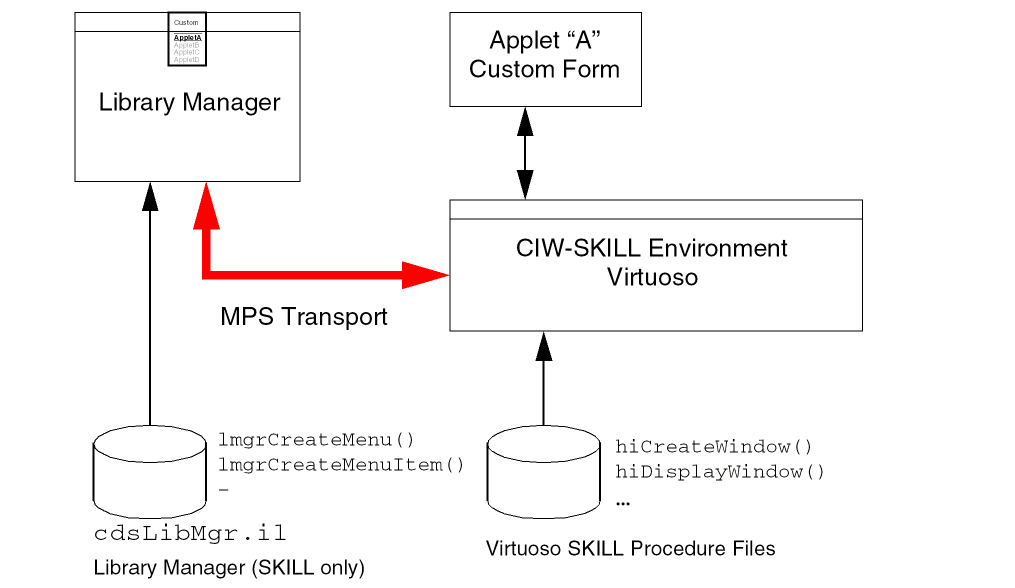 Custom
AppletA
AppletB
AppletC
AppletD
Library Manager
Applet “A”
Custom Form
CIW-SKILL Environment
Virtuoso
MPS Transport
lmgrCreateMenu()
lmgrCreateMenuItem()
–
cdsLibMgr.il
Library Manager (SKILL only)
hiCreateWindow()
hiDisplayWindow()
...
Virtuoso SKILL Procedure Files